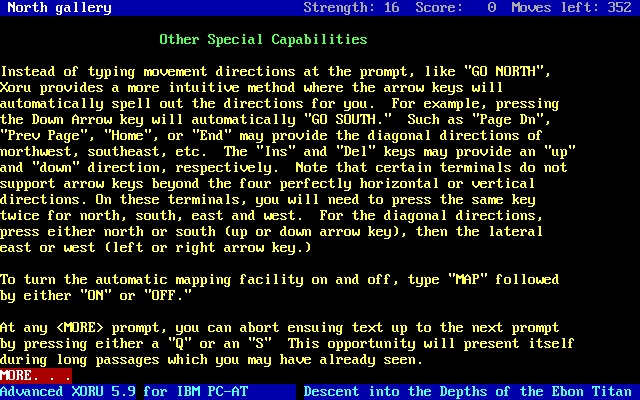 North gallery Strength: 16 Score: 0 Moves left: 352
Other Special Capabilities
Instead of typing movement directions at the prompt, like "GO NORTH",
Xoru provides a more intuitive method where the arrow keys will
automatically spell out the directions for you. For example, pressing
the Down Arrow key will automatically "GO SOUTH." Such as "Page Dn",
"Prev Page", "Home", or "End" may provide the diagonal directions of
northwest, southeast, etc. The "Ins" and "Del" keys may provide an "up"
and "down" direction, respectively. Note that certain terminals do not
support arrow keys beyond the four perfectly horizontal or vertical
directions. On these terminals, you will need to press the same key
twice for north, south, east and west. For the diagonal directions,
press either north or south (up or down arrow key), then the lateral
east or west (left or right arrow key.)
To turn the automatic mapping facility on and off, type "MAP" followed
by either "ON" or "OFF."
At any <MORE> prompt, you can abort ensuing text up to the next prompt
by pressing either a "Q" or an "S" This opportunity will present itself
during long passages which you may have already seen.
MORE. . .
Advanced XORU 5.9 for IBM PC-AT Descent into the Depths of the Ebon Titan